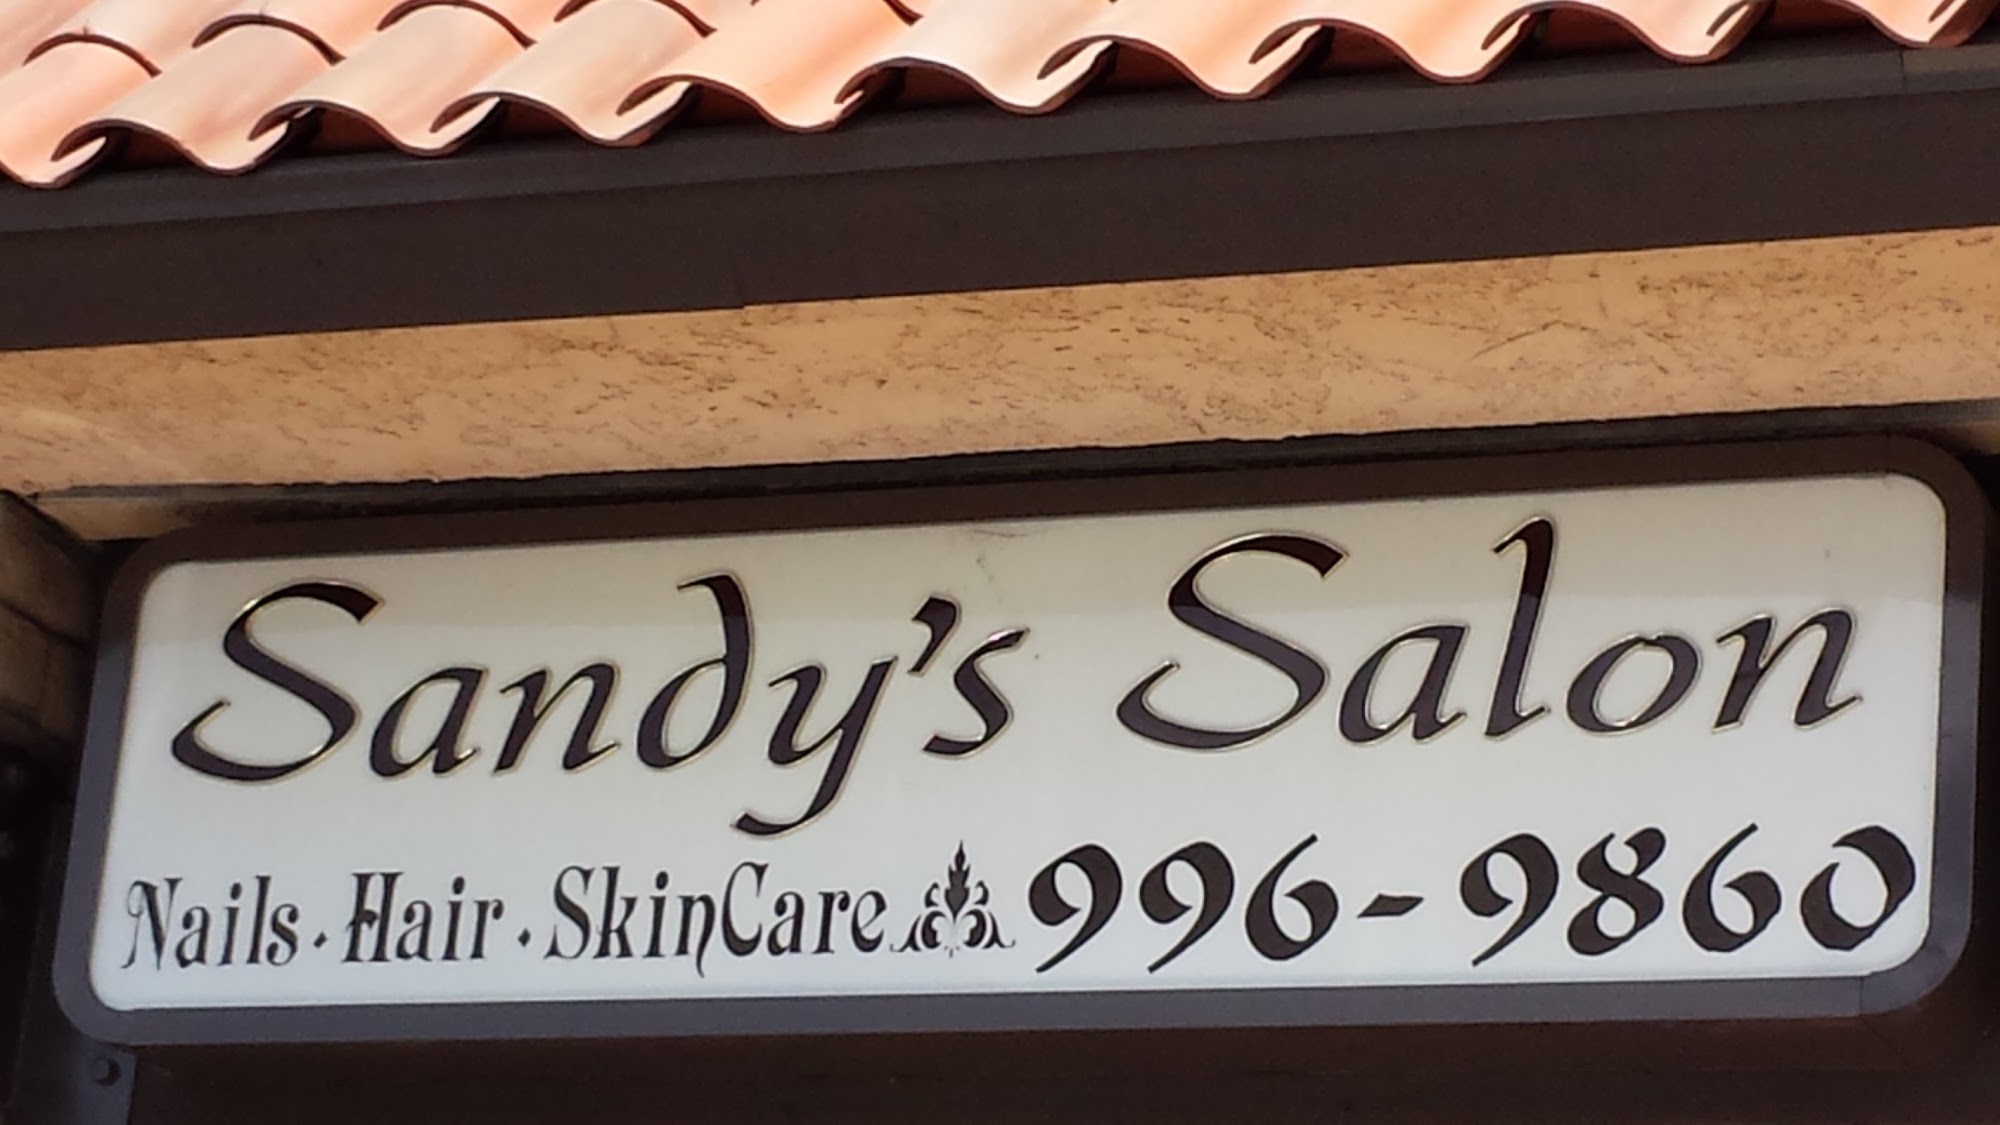 Sandy's Salon
Nails · Hair · SkinCare 996-9860